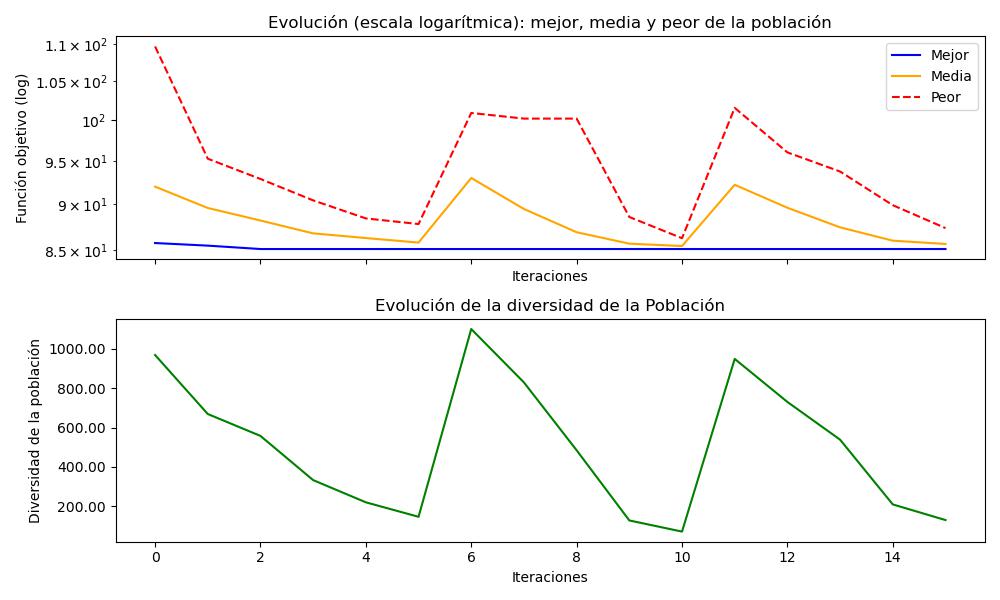 Evolución (escala logarítmica): mejor, media y peor de la población
Función objetivo (log)
1.1 × 10²
1.05 × 10²
10²
9.5 × 10¹
9 × 10¹
8.5 × 10¹
Mejor
Media
Peor
Iteraciones
Evolución de la diversidad de la Población
Diversidad de la población
1000.00
800.00
600.00
400.00
200.00
0 2 4 6 8 10 12 14
Iteraciones